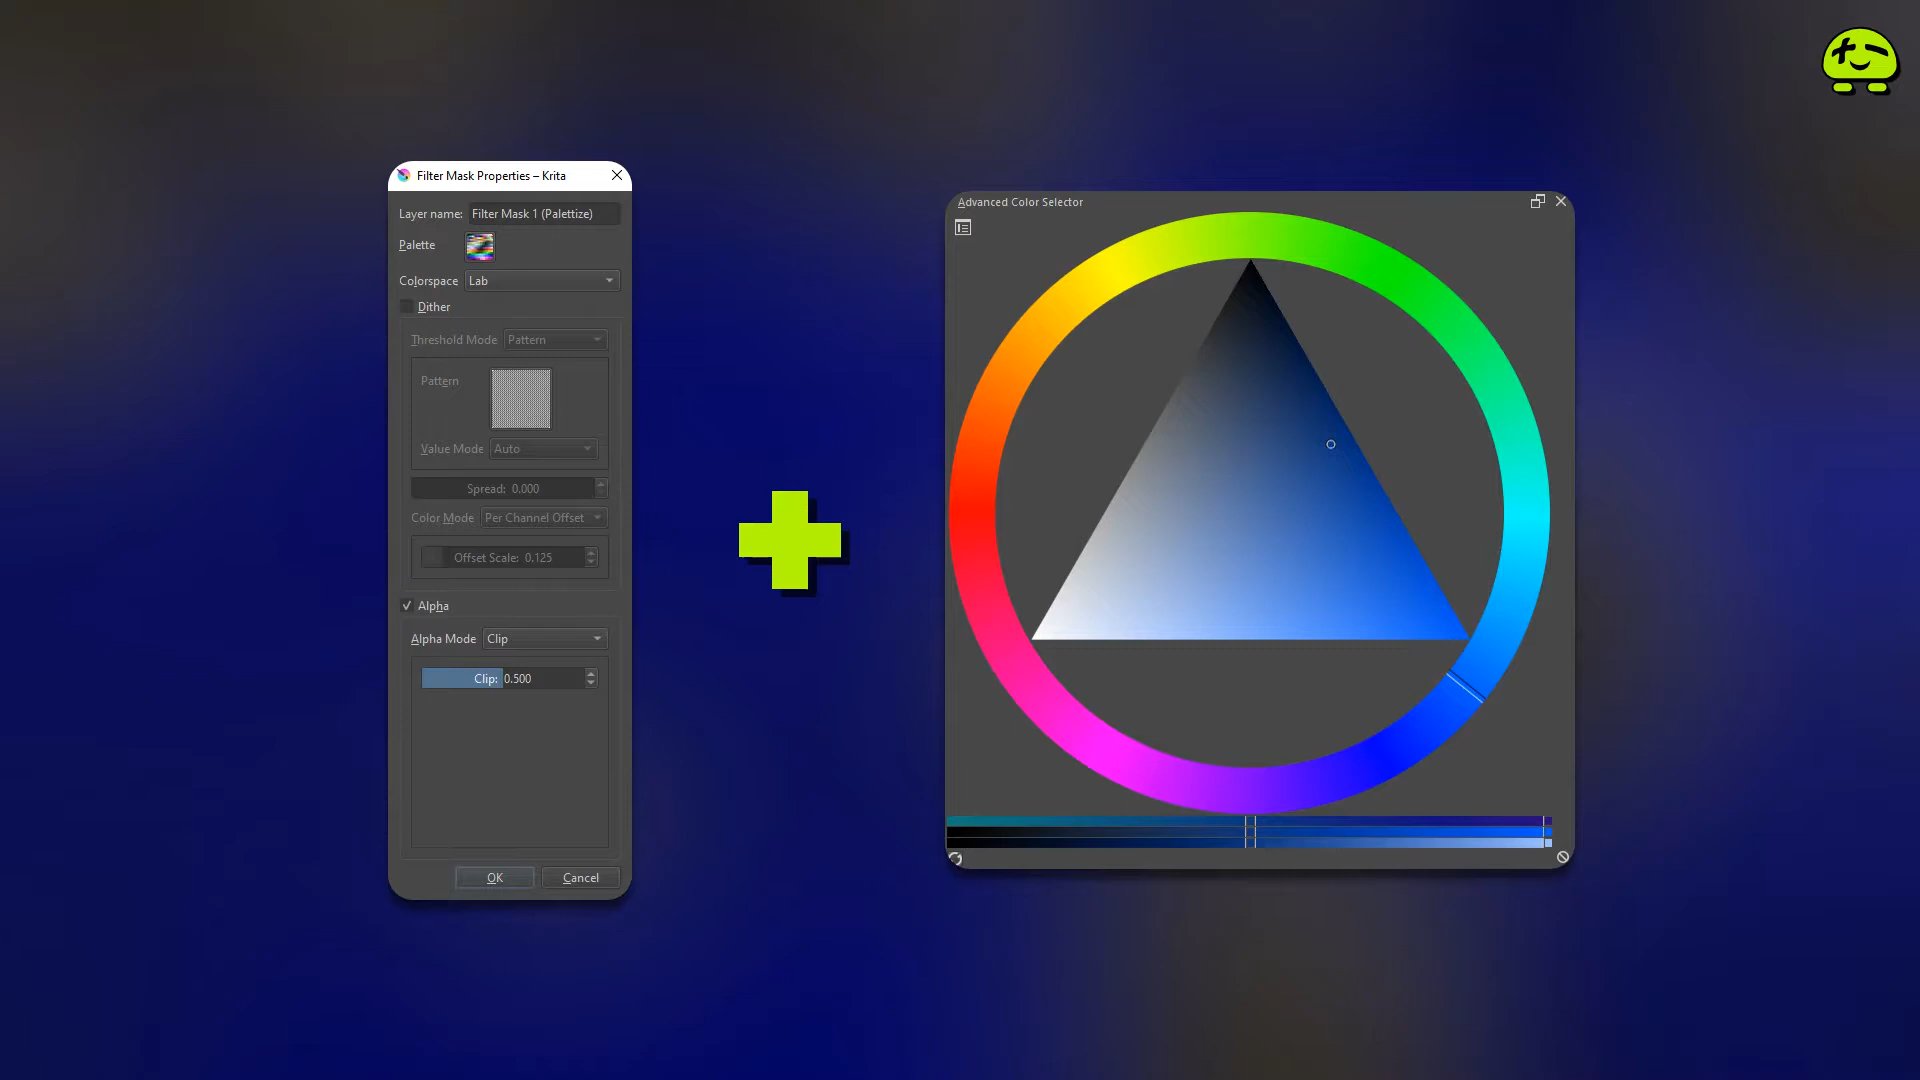 Filter Mask Properties – Krita
Layer name: Filter Mask 1 (Palettize)
Palette
Colorspace Lab
Dither
Threshold Mode Pattern
Pattern
Value Mode Auto
Spread: 0.000
Color Mode Per Channel Offset
Offset Scale: 0.125
Alpha
Alpha Mode Clip
Clip: 0.500
OK Cancel
Advanced Color Selector